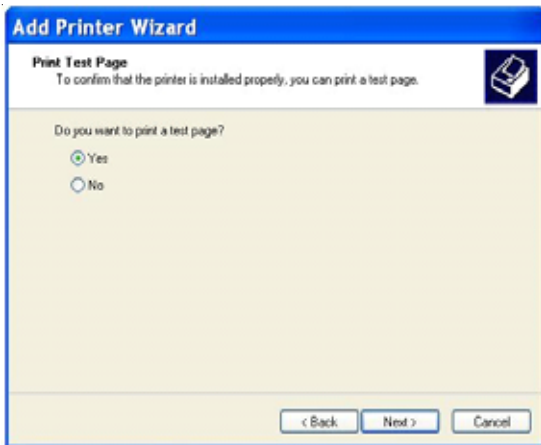 Add Printer Wizard
Print Test Page
To confirm that the printer is installed properly, you can print a test page.
Do you want to print a test page?
Yes
No
< Back Next > Cancel